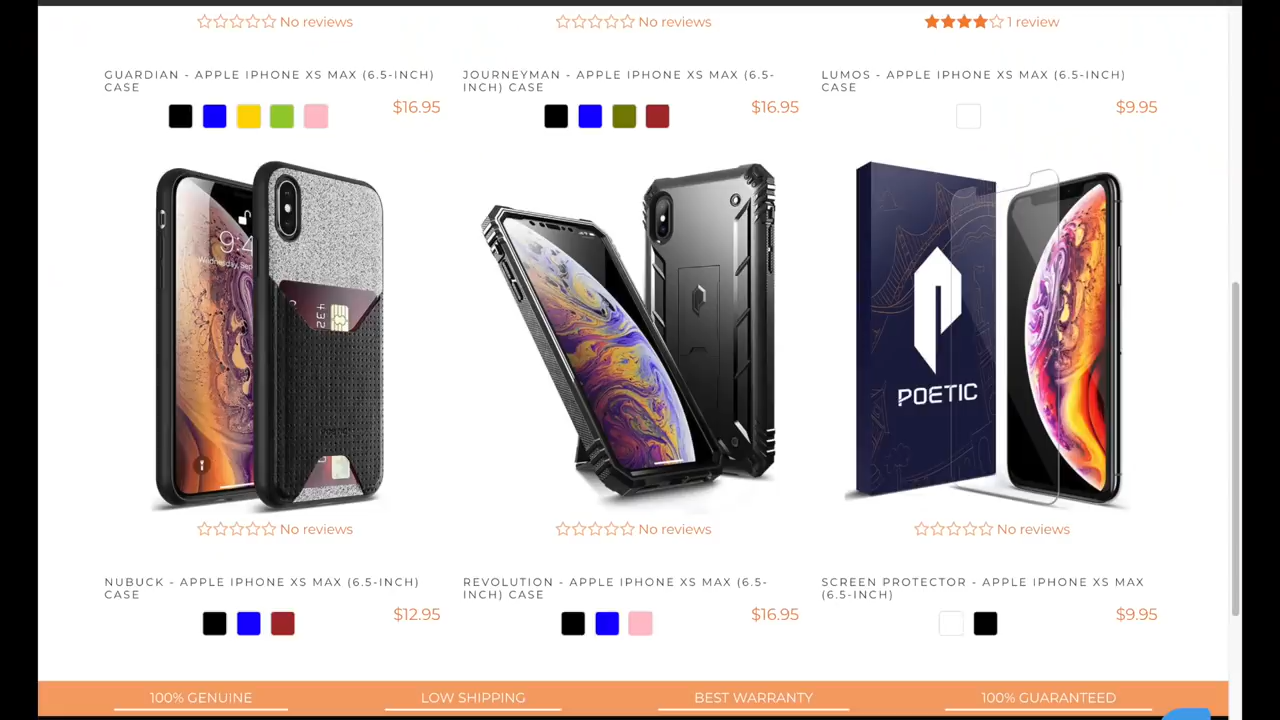 No reviews
No reviews
1 review
GUARDIAN - APPLE IPHONE XS MAX (6.5-INCH)
CASE
$16.95
JOURNEYMAN - APPLE IPHONE XS MAX (6.5-
INCH) CASE
$16.95
LUMOS - APPLE IPHONE XS MAX (6.5-INCH)
CASE
$9.95
POETIC
No reviews
No reviews
No reviews
NUBUCK - APPLE IPHONE XS MAX (6.5-INCH)
CASE
$12.95
REVOLUTION - APPLE IPHONE XS MAX (6.5-
INCH) CASE
$16.95
SCREEN PROTECTOR - APPLE IPHONE XS MAX
(6.5-INCH)
$9.95
100% GENUINE
LOW SHIPPING
BEST WARRANTY
100% GUARANTEED